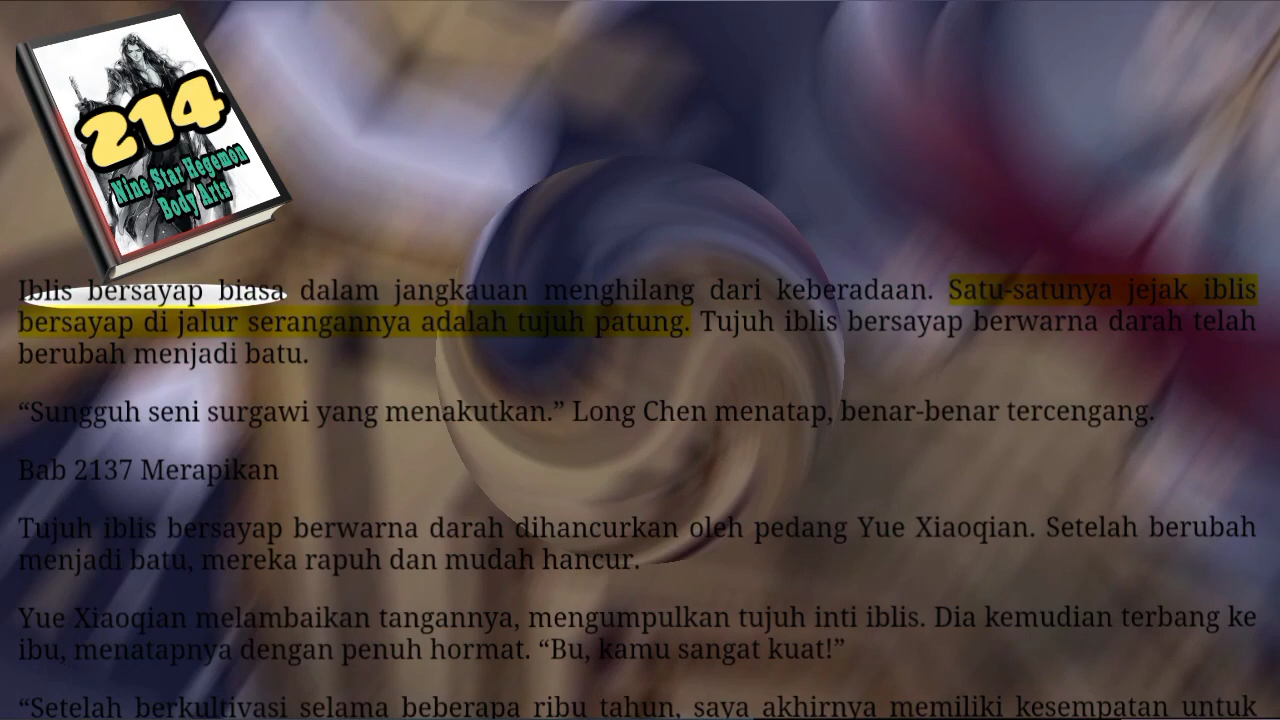 214
Nine Star Hegemon
Body Arts
Iblis bersayap biasa dalam jangkauan menghilang dari keberadaan. Satu-satunya jejak iblis
bersayap di jalur serangannya adalah tujuh patung. Tujuh iblis bersayap berwarna darah telah
berubah menjadi batu.
“Sungguh seni surgawi yang menakutkan.” Long Chen menatap, benar-benar tercengang.
Bab 2137 Merapikan
Tujuh iblis bersayap berwarna darah dihancurkan oleh pedang Yue Xiaoqian. Setelah berubah
menjadi batu, mereka rapuh dan mudah hancur.
Yue Xiaoqian melambaikan tangannya, mengumpulkan tujuh inti iblis. Dia kemudian terbang ke
ibu, menatapnya dengan penuh hormat. “Bu, kamu sangat kuat!”
“Setelah berkultivasi selama beberapa ribu tahun, saya akhirnya memiliki kesempatan untuk